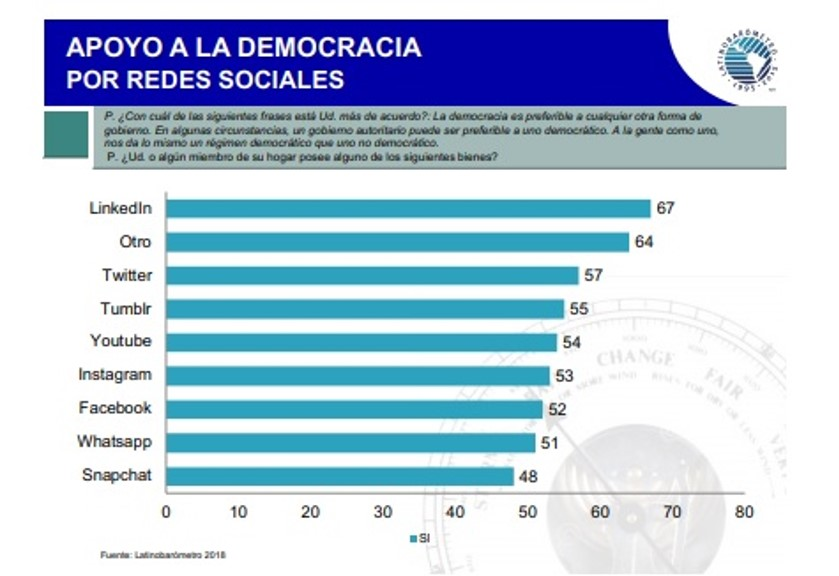 APOYO A LA DEMOCRACIA
POR REDES SOCIALES
LATINOBARÓMETRO
1995
P. ¿Con cuál de las siguientes frases está Ud. más de acuerdo?: La democracia es preferible a cualquier otra forma de
gobierno. En algunas circunstancias, un gobierno autoritario puede ser preferible a uno democrático. A la gente como uno,
nos da lo mismo un régimen democrático que uno no democrático.
P. ¿Ud. o algún miembro de su hogar posee alguno de los siguientes bienes?
LinkedIn 67
Otro 64
Twitter 57
Tumblr 55
Youtube 54
Instagram 53
Facebook 52
Whatsapp 51
Snapchat 48
CHANGE
FAIR
0 10 20 30 40 50 60 70 80
SI
Fuente: Latinobarómetro 2018